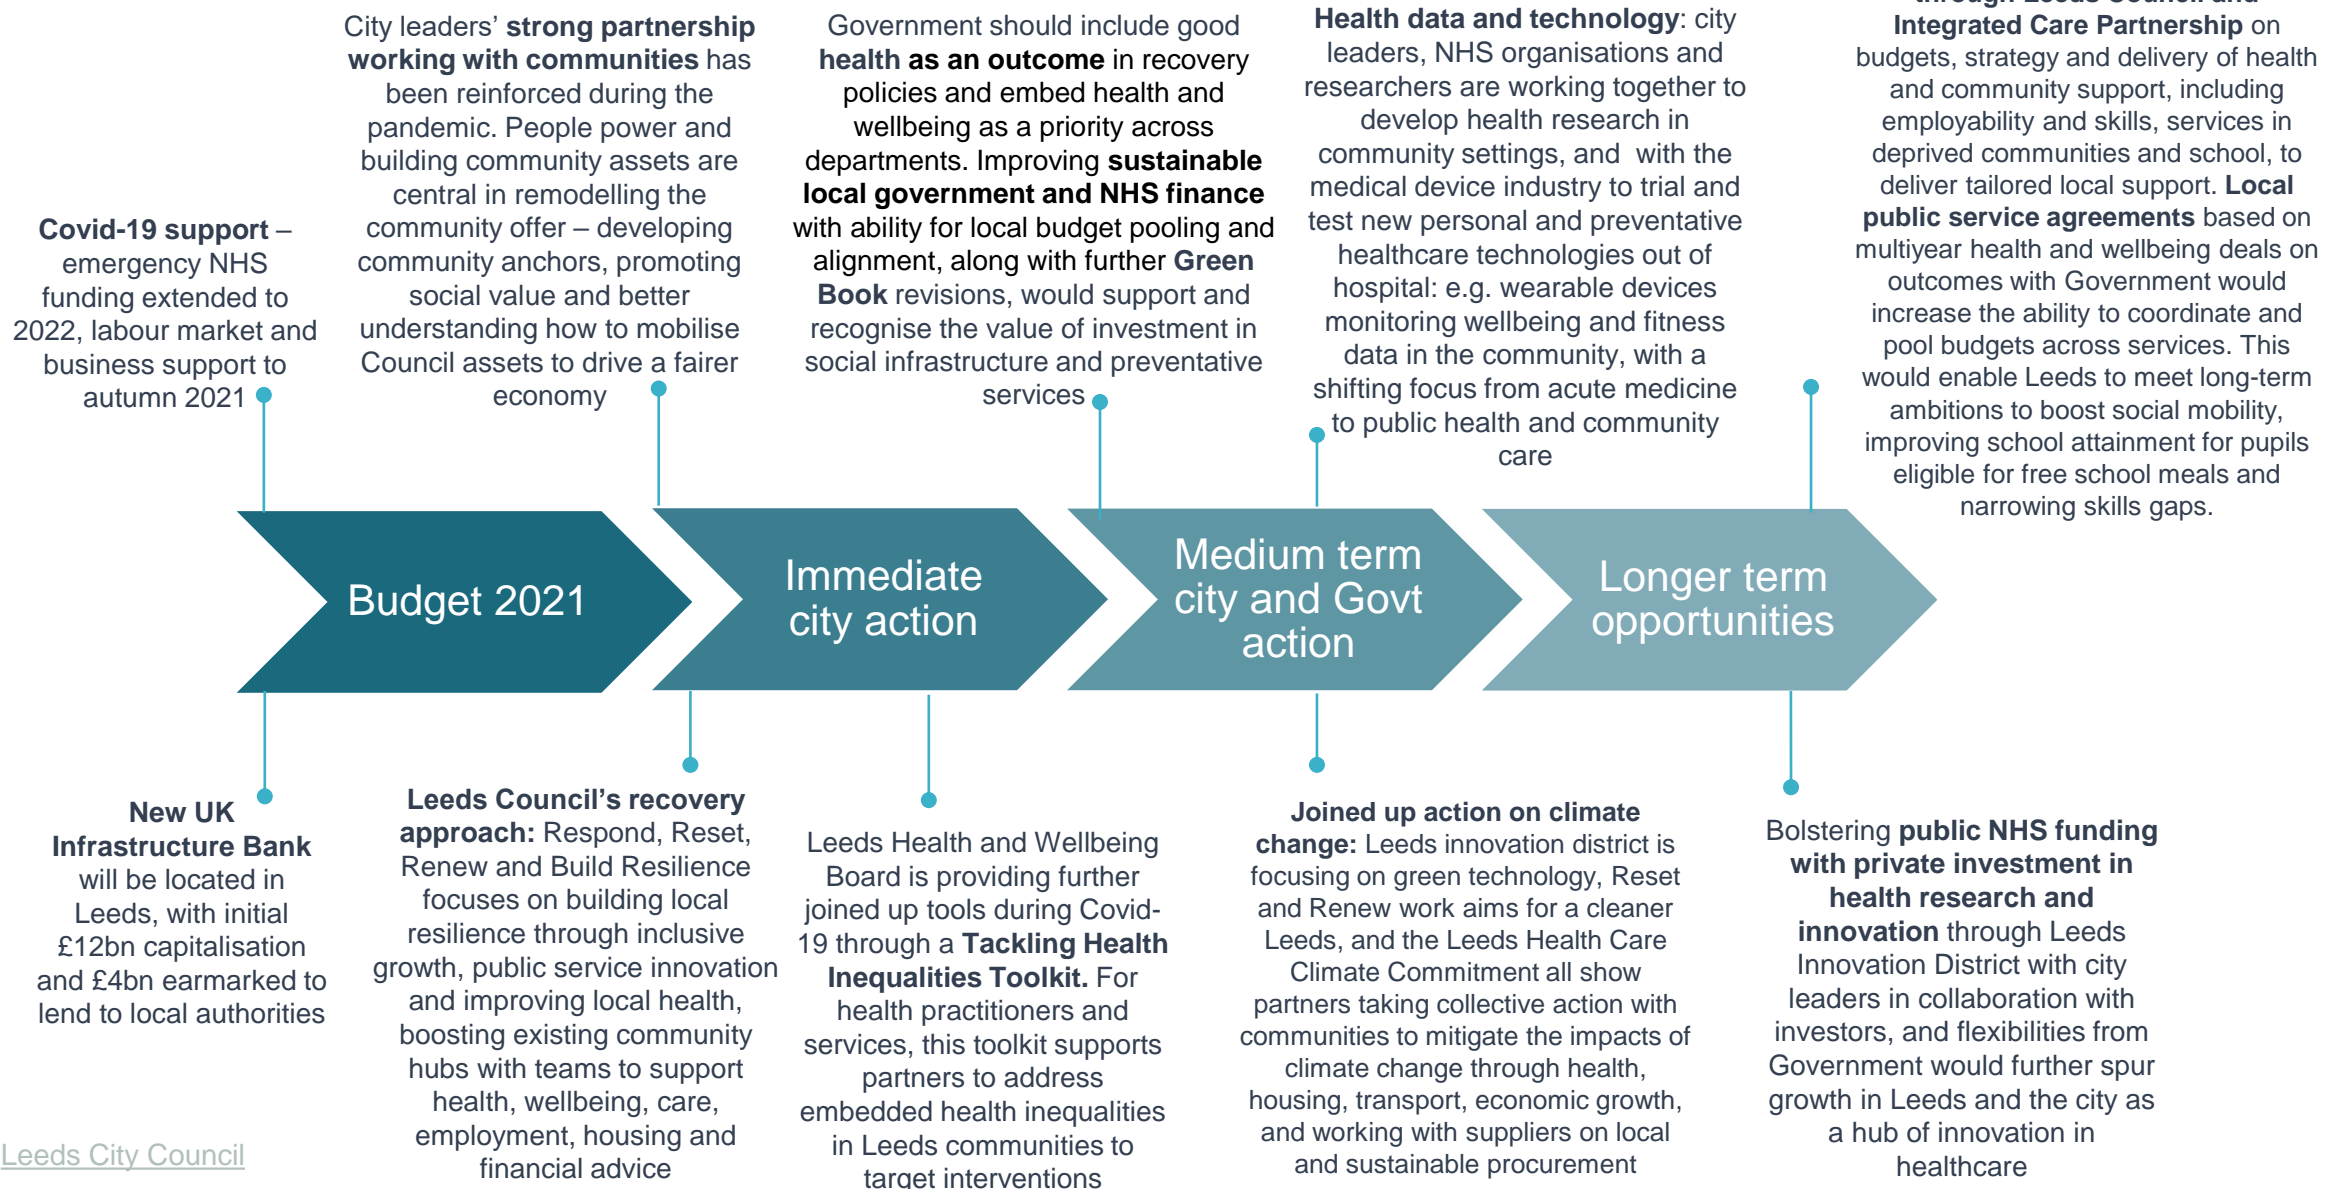 City leaders’ strong partnership
working with communities has
been reinforced during the
pandemic. People power and
building community assets are
central in remodelling the
community offer – developing
community anchors, promoting
social value and better
understanding how to mobilise
Council assets to drive a fairer
economy
Government should include good
health as an outcome in recovery
policies and embed health and
wellbeing as a priority across
departments. Improving sustainable
local government and NHS finance
with ability for local budget pooling and
alignment, along with further Green
Book revisions, would support and
recognise the value of investment in
social infrastructure and preventative
services
Health data and technology: city
leaders, NHS organisations and
researchers are working together to
develop health research in
community settings, and  with the
medical device industry to trial and
test new personal and preventative
healthcare technologies out of
hospital: e.g. wearable devices
monitoring wellbeing and fitness
data in the community, with a
shifting focus from acute medicine
to public health and community
care
through Leeds Council and
Integrated Care Partnership on
budgets, strategy and delivery of health
and community support, including
employability and skills, services in
deprived communities and school, to
deliver tailored local support. Local
public service agreements based on
multiyear health and wellbeing deals on
outcomes with Government would
increase the ability to coordinate and
pool budgets across services. This
would enable Leeds to meet long-term
ambitions to boost social mobility,
improving school attainment for pupils
eligible for free school meals and
narrowing skills gaps.
Covid-19 support –
emergency NHS
funding extended to
2022, labour market and
business support to
autumn 2021
Budget 2021
Immediate
city action
Medium term
city and Govt
action
Longer term
opportunities
New UK
Infrastructure Bank
will be located in
Leeds, with initial
£12bn capitalisation
and £4bn earmarked to
lend to local authorities
Leeds Council’s recovery
approach: Respond, Reset,
Renew and Build Resilience
focuses on building local
resilience through inclusive
growth, public service innovation
and improving local health,
boosting existing community
hubs with teams to support
health, wellbeing, care,
employment, housing and
financial advice
Leeds Health and Wellbeing
Board is providing further
joined up tools during Covid-
19 through a Tackling Health
Inequalities Toolkit. For
health practitioners and
services, this toolkit supports
partners to address
embedded health inequalities
in Leeds communities to
target interventions
Joined up action on climate
change: Leeds innovation district is
focusing on green technology, Reset
and Renew work aims for a cleaner
Leeds, and the Leeds Health Care
Climate Commitment all show
partners taking collective action with
communities to mitigate the impacts of
climate change through health,
housing, transport, economic growth,
and working with suppliers on local
and sustainable procurement
Bolstering public NHS funding
with private investment in
health research and
innovation through Leeds
Innovation District with city
leaders in collaboration with
investors, and flexibilities from
Government would further spur
growth in Leeds and the city as
a hub of innovation in
healthcare
Leeds City Council